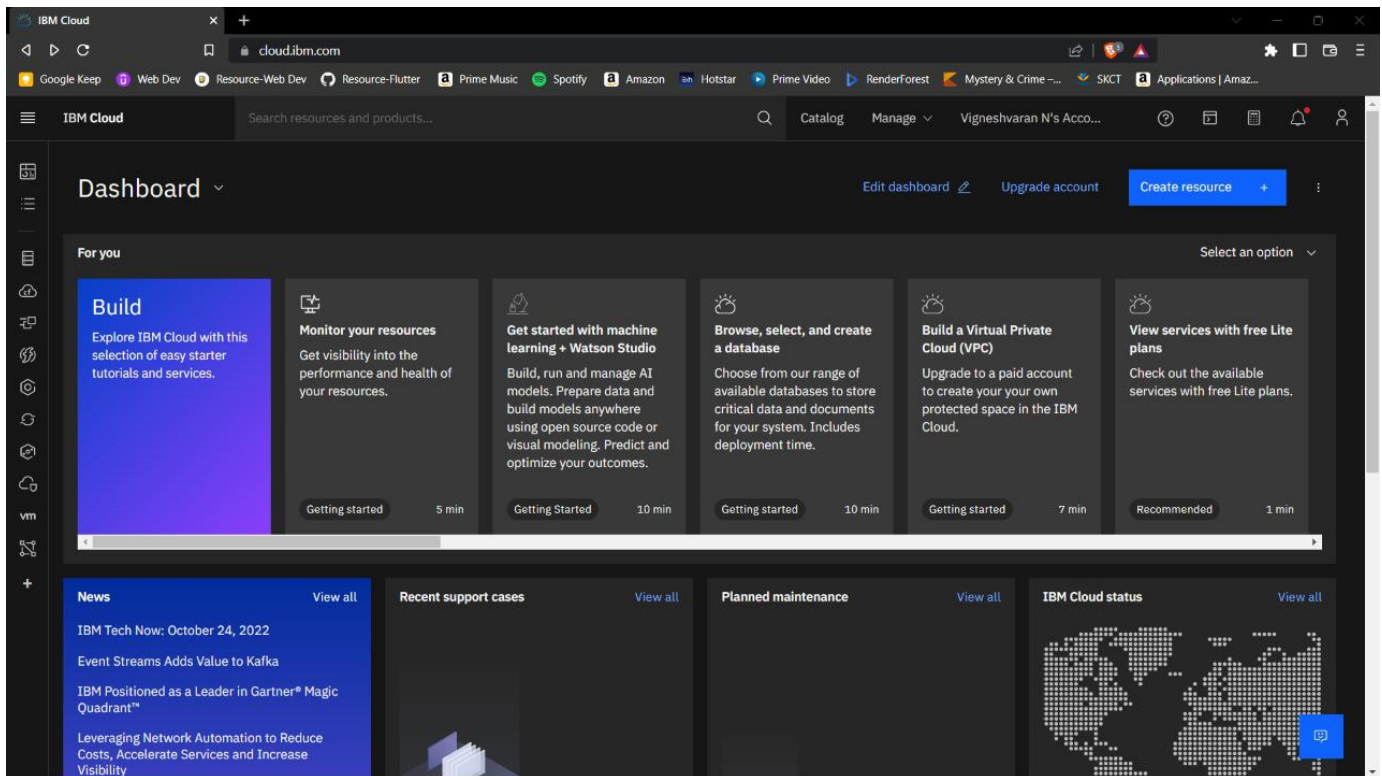 IBM Cloud
cloud.ibm.com
Google Keep Web Dev Resource-Web Dev Resource-Flutter Prime Music Spotify Amazon Hotstar Prime Video RenderForest Mystery & Crime –... SKCT Applications | Amaz...
IBM Cloud Search resources and products... Catalog Manage Vigneshvaran N's Acco...
Dashboard Edit dashboard Upgrade account Create resource +
For you Select an option
Build
Explore IBM Cloud with this
selection of easy starter
tutorials and services.
Monitor your resources
Get visibility into the
performance and health of
your resources.
Getting started 5 min
Get started with machine
learning + Watson Studio
Build, run and manage AI
models. Prepare data and
build models anywhere
using open source code or
visual modeling. Predict and
optimize your outcomes.
Getting Started 10 min
Browse, select, and create
a database
Choose from our range of
available databases to store
critical data and documents
for your system. Includes
deployment time.
Getting started 10 min
Build a Virtual Private
Cloud (VPC)
Upgrade to a paid account
to create your your own
protected space in the IBM
Cloud.
Getting started 7 min
View services with free Lite
plans
Check out the available
services with free Lite plans.
Recommended 1 min
vm
News View all
IBM Tech Now: October 24, 2022
Event Streams Adds Value to Kafka
IBM Positioned as a Leader in Gartner® Magic
Quadrant™
Leveraging Network Automation to Reduce
Costs, Accelerate Services and Increase
Visibility
Recent support cases View all
Planned maintenance View all
IBM Cloud status View all